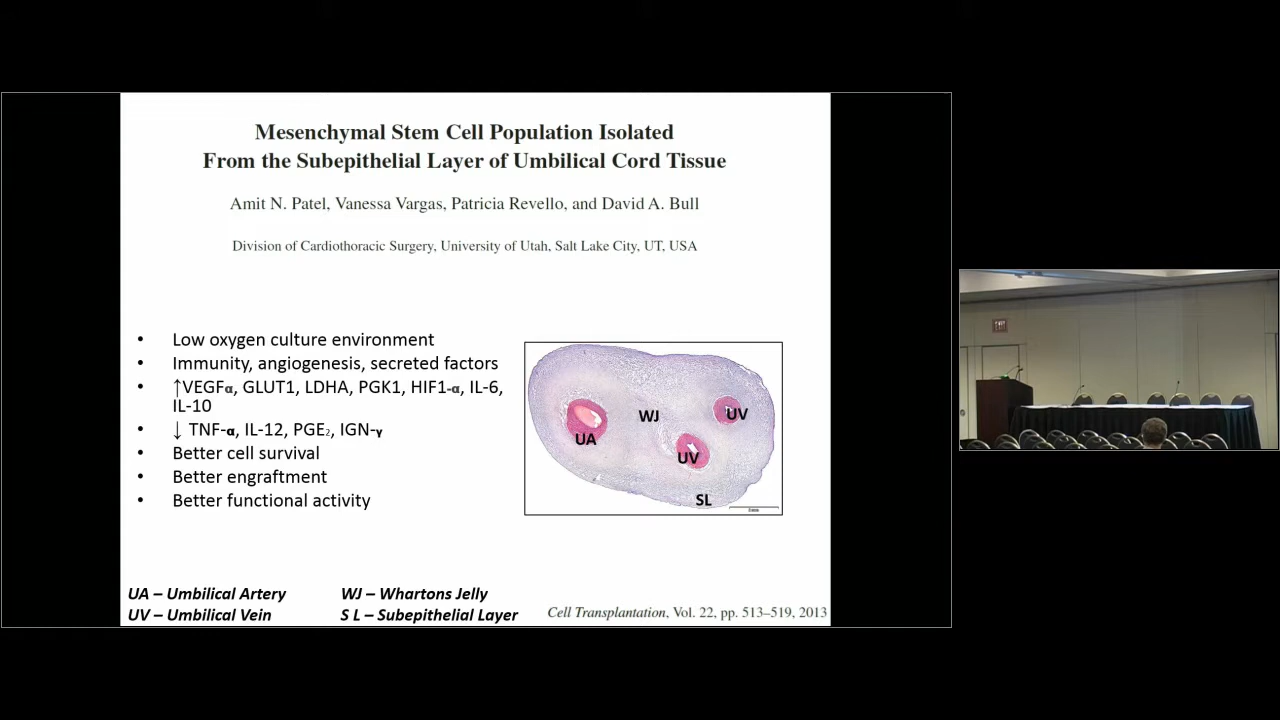 Mesenchymal Stem Cell Population Isolated
From the Subepithelial Layer of Umbilical Cord Tissue
Amit N. Patel, Vanessa Vargas, Patricia Revello, and David A. Bull
Division of Cardiothoracic Surgery, University of Utah, Salt Lake City, UT, USA
• Low oxygen culture environment
• Immunity, angiogenesis, secreted factors
• ↑VEGFα, GLUT1, LDHA, PGK1, HIF1-α, IL-6,
IL-10
• ↓ TNF-α, IL-12, PGE₂, IGN-γ
• Better cell survival
• Better engraftment
• Better functional activity
UA
WJ
UV
UV
SL
UA – Umbilical Artery
WJ – Whartons Jelly
UV – Umbilical Vein
S L – Subepithelial Layer
Cell Transplantation, Vol. 22, pp. 513–519, 2013